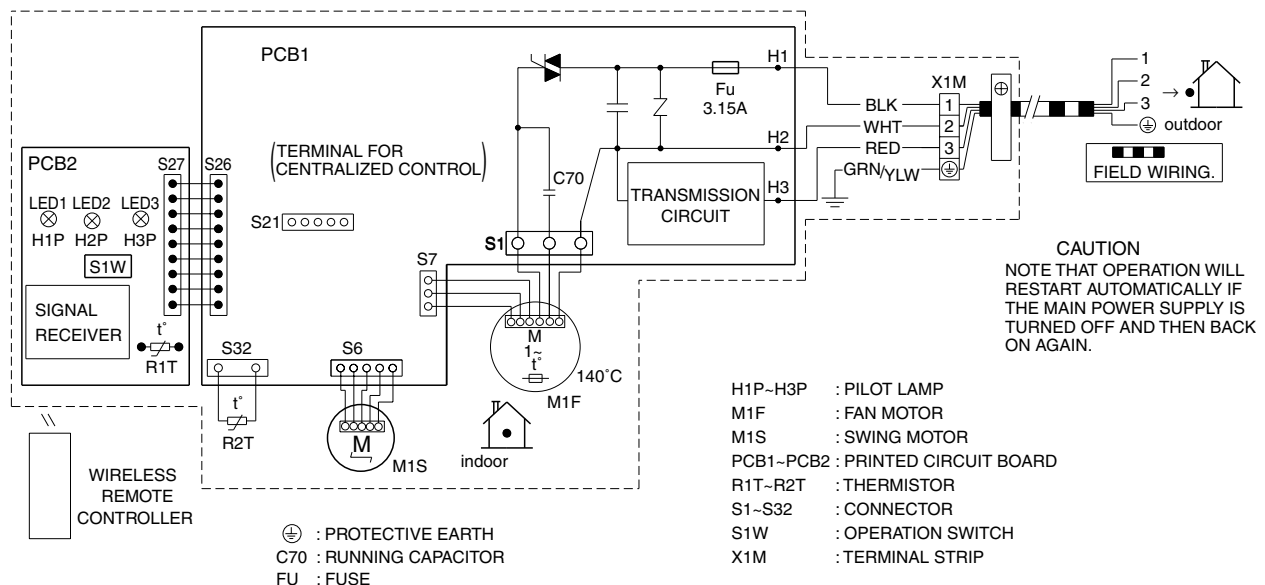 PCB1
H1
Fu
3.15A
X1M
BLK
1
WHT
2
RED
3
GRN/YLW
H2
H3
1
2
3
outdoor
FIELD WIRING.
PCB2
S27
S26
(TERMINAL FOR
CENTRALIZED CONTROL)
C70
TRANSMISSION
CIRCUIT
LED1 LED2 LED3
H1P H2P H3P
S21
S1
S1W
S7
SIGNAL
RECEIVER
t°
R1T
S32
S6
M
1~
t°
140°C
M1F
t°
R2T
M
M1S
indoor
WIRELESS
REMOTE
CONTROLLER
CAUTION
NOTE THAT OPERATION WILL
RESTART AUTOMATICALLY IF
THE MAIN POWER SUPPLY IS
TURNED OFF AND THEN BACK
ON AGAIN.
: PROTECTIVE EARTH
C70 : RUNNING CAPACITOR
FU : FUSE
H1P~H3P : PILOT LAMP
M1F : FAN MOTOR
M1S : SWING MOTOR
PCB1~PCB2 : PRINTED CIRCUIT BOARD
R1T~R2T : THERMISTOR
S1~S32 : CONNECTOR
S1W : OPERATION SWITCH
X1M : TERMINAL STRIP